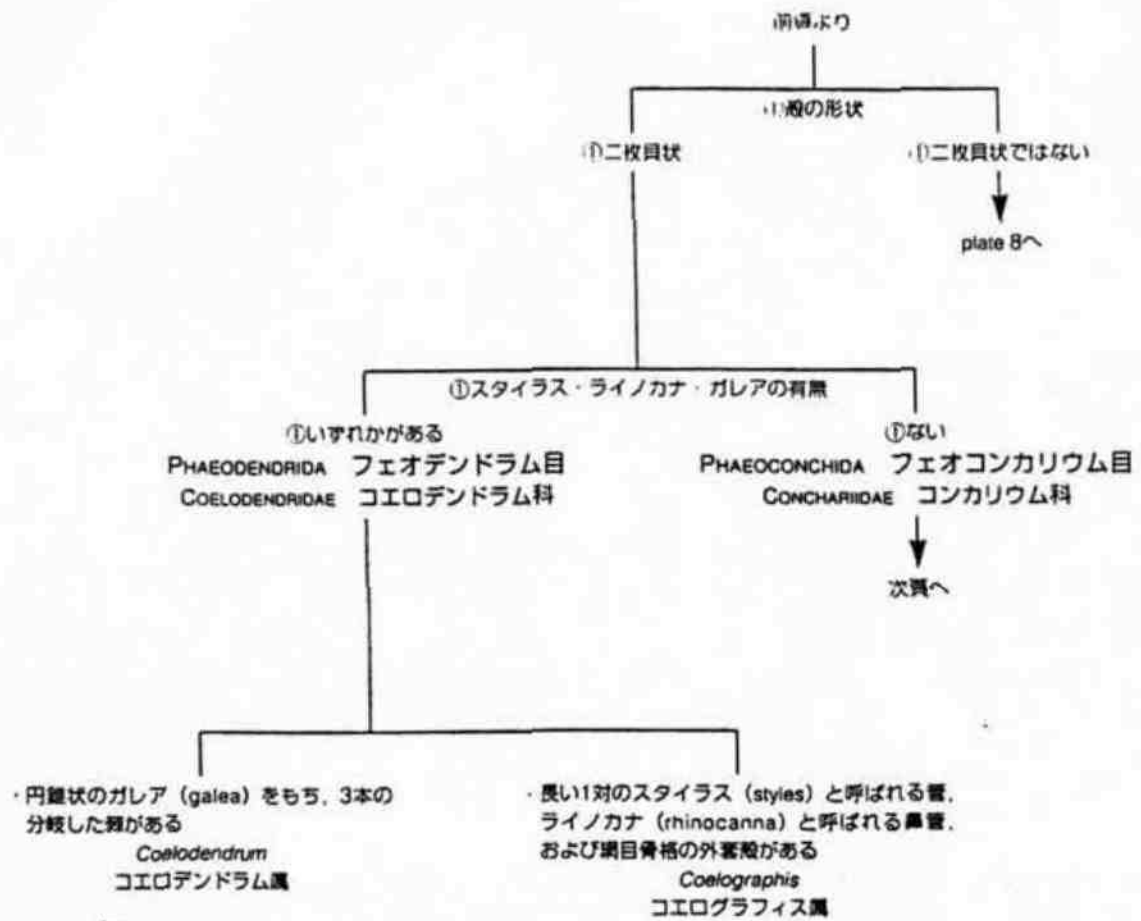 前頁より
①殻の形状
①二枚貝状
①二枚貝状ではない
plate 8へ
①スタイラス・ライノカナ・ガレアの有無
①いずれかがある
PHAEODENDRIDA フェオデンドラム目
COELODENDRIDAE コエロデンドラム科
①ない
PHAEOCONCHIDA フェオコンカリウム目
CONCHARIIDAE コンカリウム科
次頁へ
・円錐状のガレア（galea）をもち，3本の
分岐した棘がある
Coelodendrum
コエロデンドラム属
・長い1対のスタイラス（styles）と呼ばれる管，
ライノカナ（rhinocanna）と呼ばれる鼻管，
および網目骨格の外套殻がある
Coelographis
コエログラフィス属